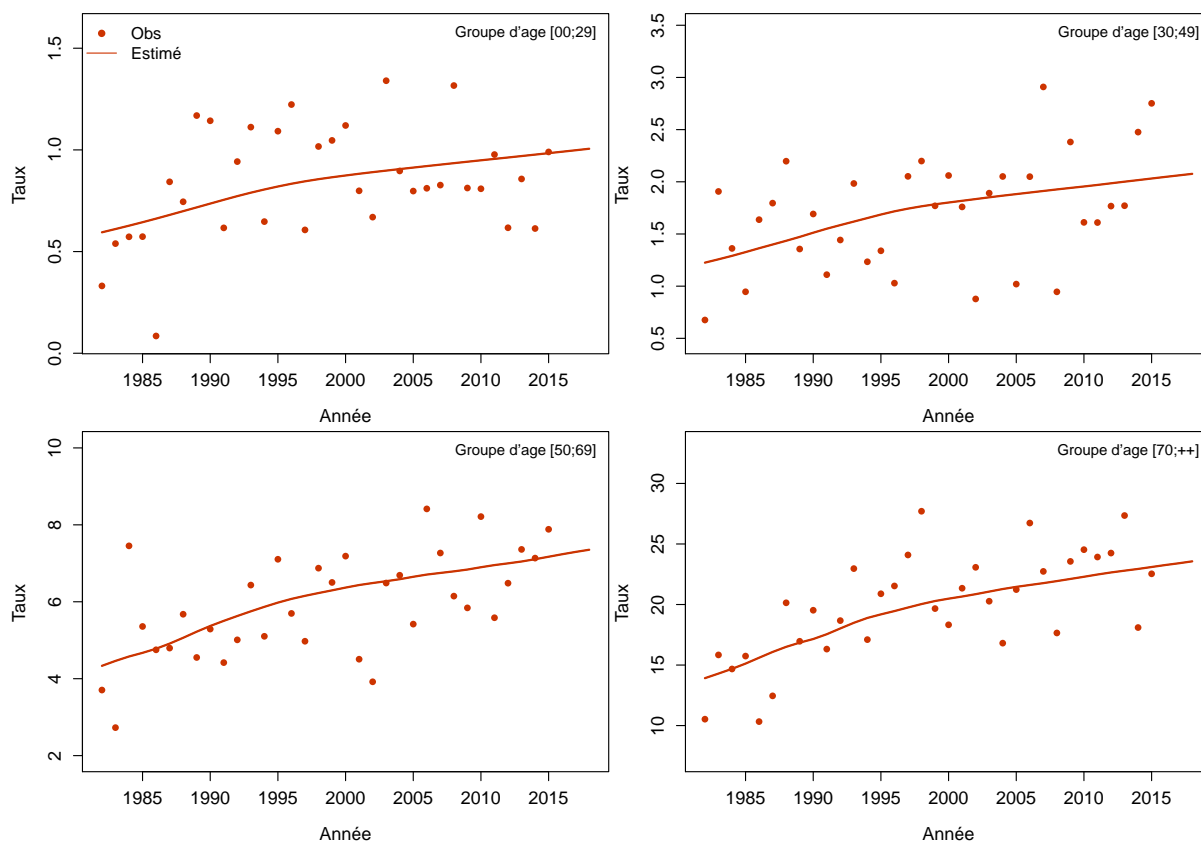 Obs
Estimé
Groupe d'age [00;29]
Taux
0.0
0.5
1.0
1.5
1985 1990 1995 2000 2005 2010 2015
Année
Groupe d'age [30;49]
Taux
0.5
1.0
1.5
2.0
2.5
3.0
3.5
1985 1990 1995 2000 2005 2010 2015
Année
Groupe d'age [50;69]
Taux
2
4
6
8
10
1985 1990 1995 2000 2005 2010 2015
Année
Groupe d'age [70;++]
Taux
10
15
20
25
30
1985 1990 1995 2000 2005 2010 2015
Année